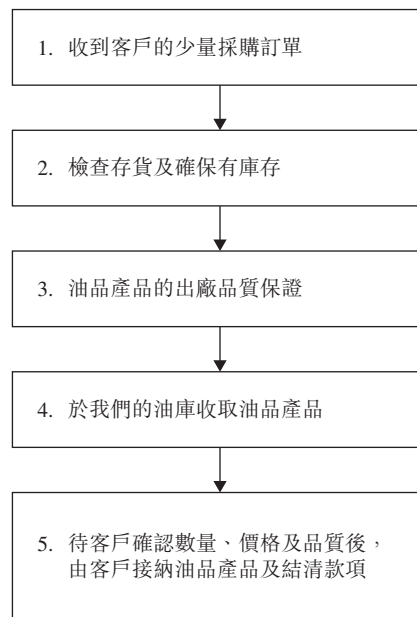 1. 收到客戶的少量採購訂單
2. 檢查存貨及確保有庫存
3. 油品產品的出廠品質保證
4. 於我們的油庫收取油品產品
5. 待客戶確認數量、價格及品質後，
由客戶接納油品產品及結清款項